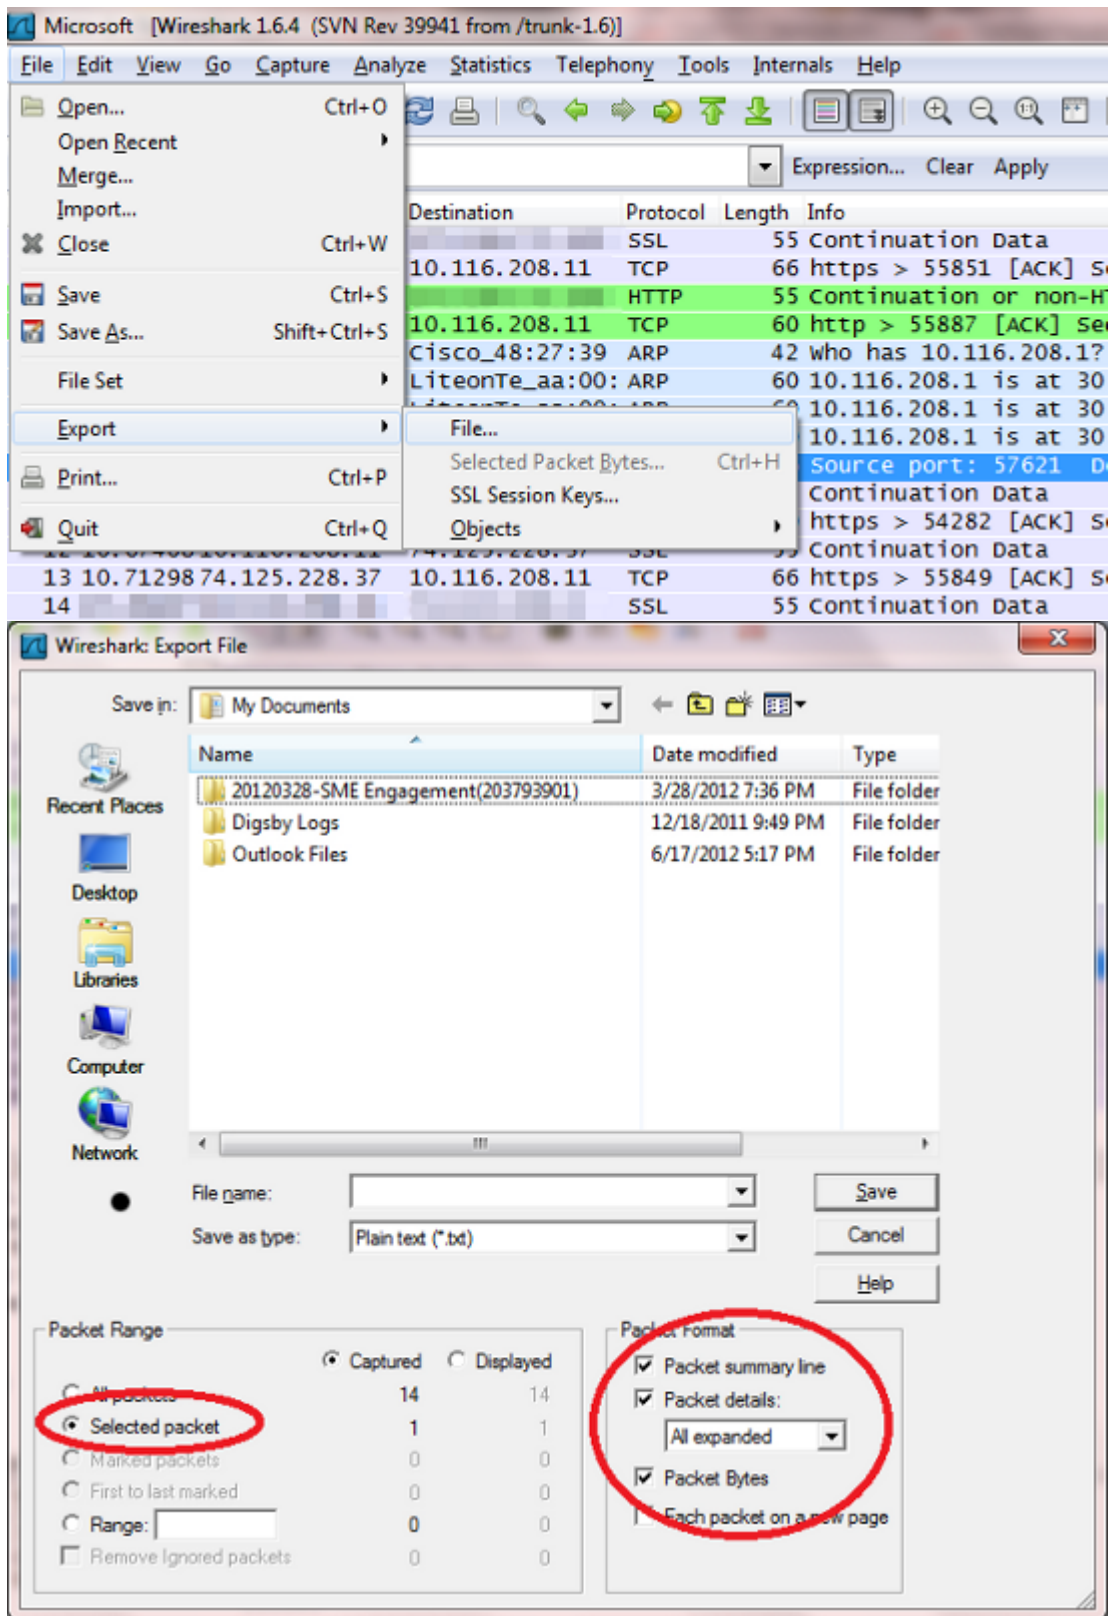 Microsoft [Wireshark 1.6.4 (SVN Rev 39941 from /trunk-1.6)]
File Edit View Go Capture Analyze Statistics Telephony Tools Internals Help
Open... Ctrl+O
Open Recent
Merge...
Import...
Close Ctrl+W
Save Ctrl+S
Save As... Shift+Ctrl+S
File Set
Export
Print... Ctrl+P
Quit Ctrl+Q
File...
Selected Packet Bytes... Ctrl+H
SSL Session Keys...
Objects
Expression... Clear Apply
Destination Protocol Length Info
SSL 55 Continuation Data
10.116.208.11 TCP 66 https > 55851 [ACK]
HTTP 55 Continuation or non-H
10.116.208.11 TCP 60 http > 55887 [ACK]
Cisco_48:27:39 ARP 42 Who has 10.116.208.1?
LiteonTe_aa:00: ARP 60 10.116.208.1 is at 30
10.116.208.1 is at 30
10.116.208.1 is at 30
Source port: 57621
Continuation Data
https > 54282 [ACK]
Continuation Data
13 10.71298 74.125.228.37 10.116.208.11 TCP 66 https > 55849 [ACK]
14 SSL 55 Continuation Data
Wireshark: Export File
Save in: My Documents
Name Date modified Type
20120328-SME Engagement(203793901) 3/28/2012 7:36 PM File folder
Digsby Logs 12/18/2011 9:49 PM File folder
Outlook Files 6/17/2012 5:17 PM File folder
Recent Places
Desktop
Libraries
Computer
Network
File name:
Save as type: Plain text (*.txt)
Save
Cancel
Help
Packet Range
Captured Displayed
All packets 14 14
Selected packet 1 1
Marked packets 0 0
First to last marked 0 0
Range: 0 0
Remove Ignored packets 0 0
Packet Format
Packet summary line
Packet details:
All expanded
Packet Bytes
Each packet on a new page